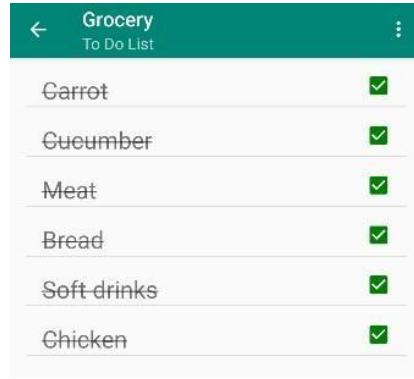 Grocery
To Do List
Carrot
Cucumber
Meat
Bread
Soft drinks
Chicken